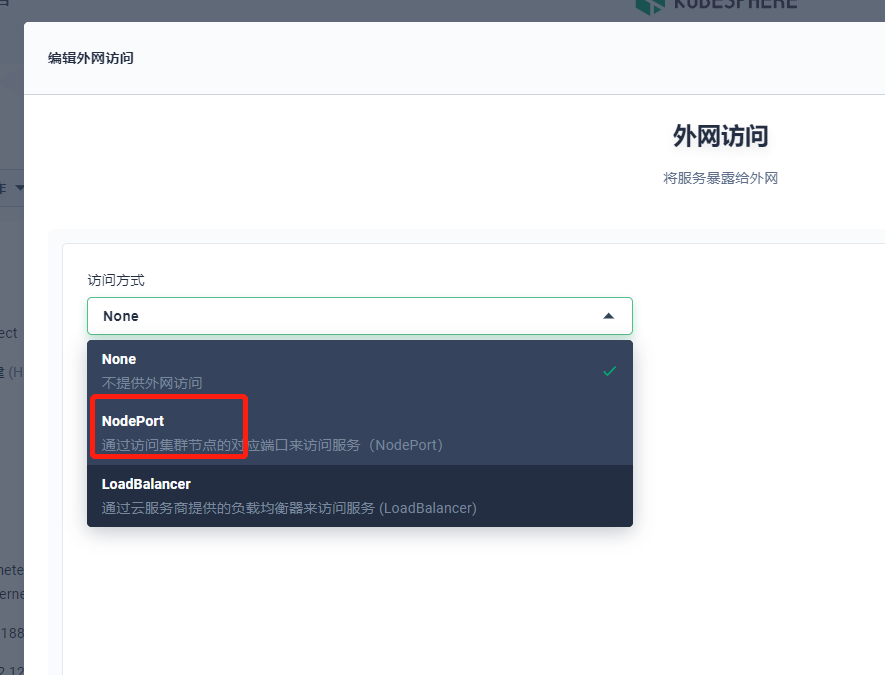 KUBESPHERE
编辑外网访问
外网访问
将服务暴露给外网
访问方式
None
None
不提供外网访问
NodePort
通过访问集群节点的对应端口来访问服务（NodePort）
LoadBalancer
通过云服务商提供的负载均衡器来访问服务 (LoadBalancer)
ect
(H
188